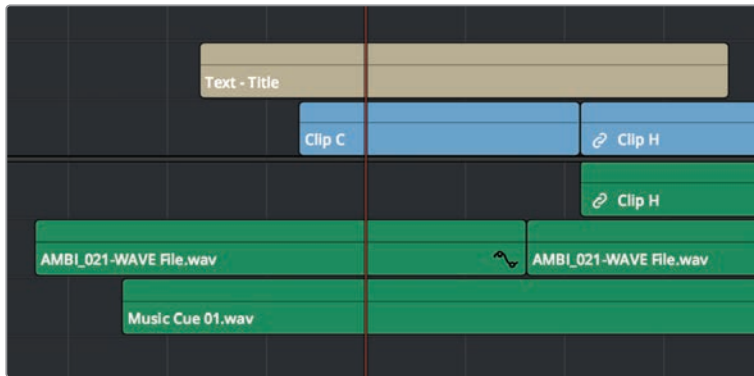 Text - Title
Clip C
Clip H
Clip H
AMBI_021-WAVE File.wav
AMBI_021-WAVE File.wav
Music Cue 01.wav